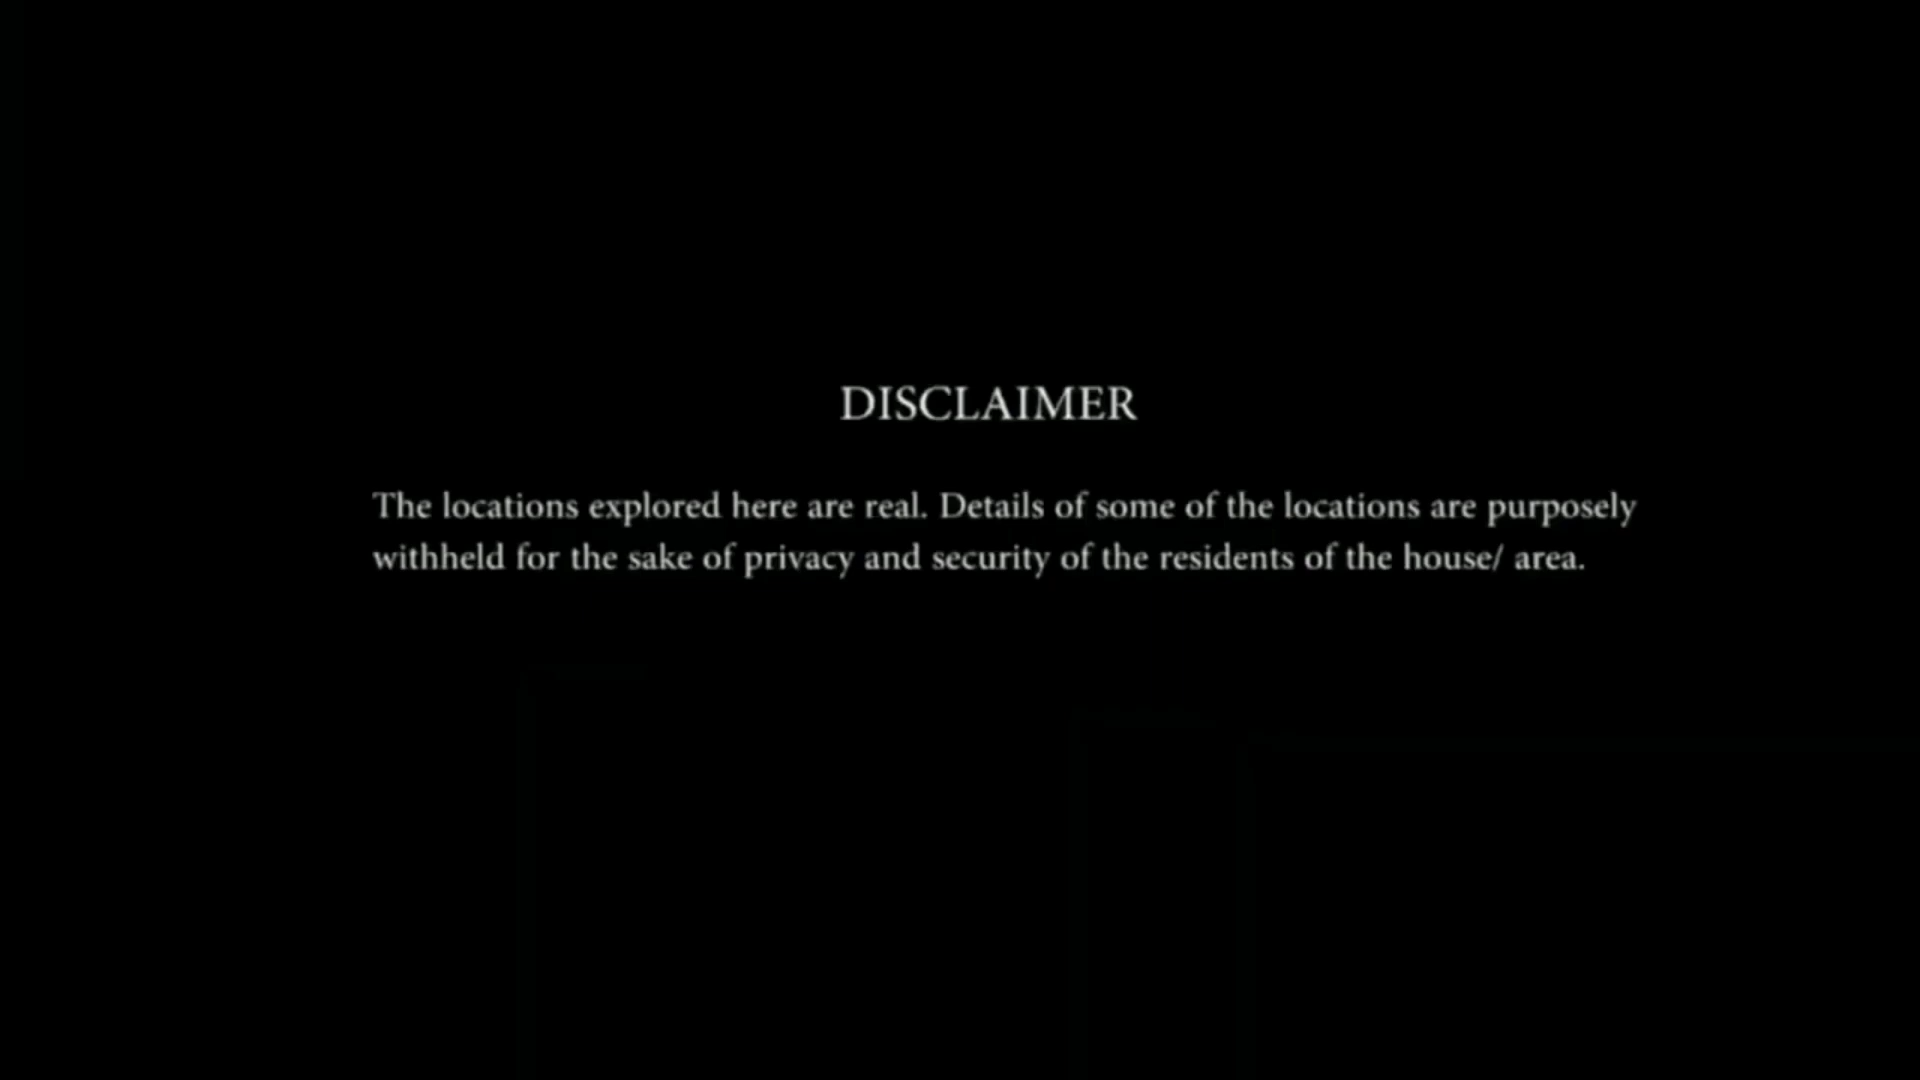 DISCLAIMER
The locations explored here are real. Details of some of the locations are purposely
withheld for the sake of privacy and security of the residents of the house/ area.